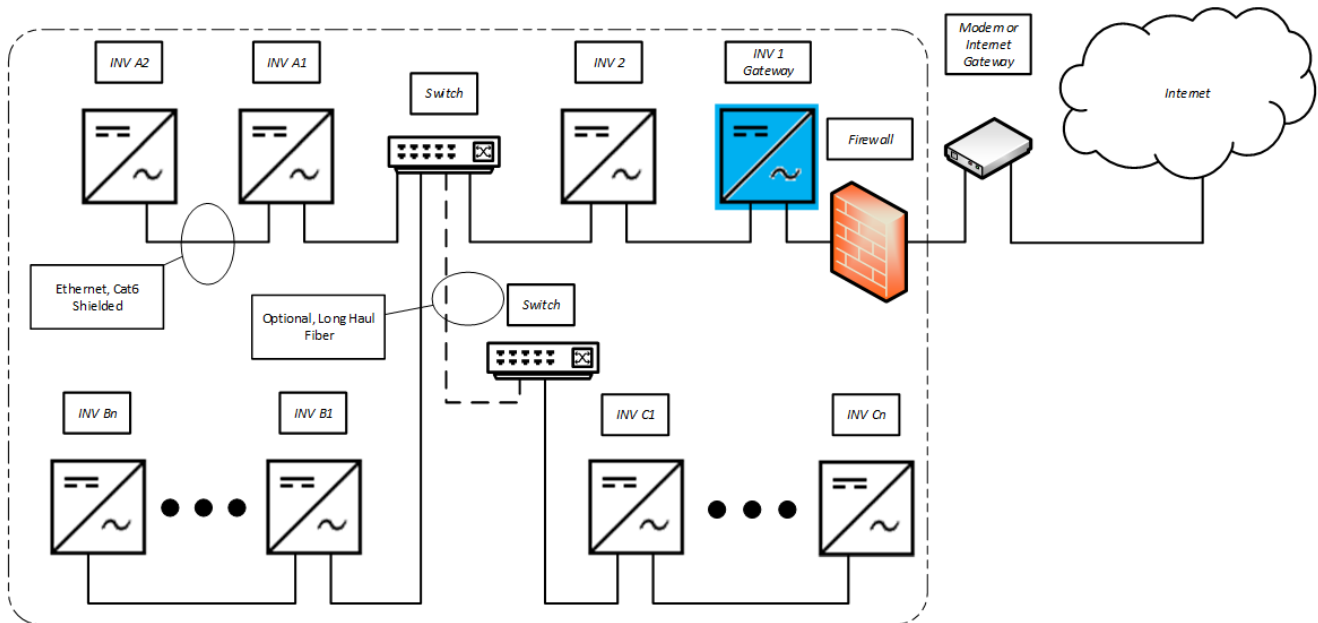 INV A2
INV A1
Switch
INV 2
INV 1
Gateway
Modem or
Internet
Gateway
Internet
Firewall
Ethernet, Cat6
Shielded
Optional, Long Haul
Fiber
Switch
INV Bn
INV B1
INV C1
INV Cn